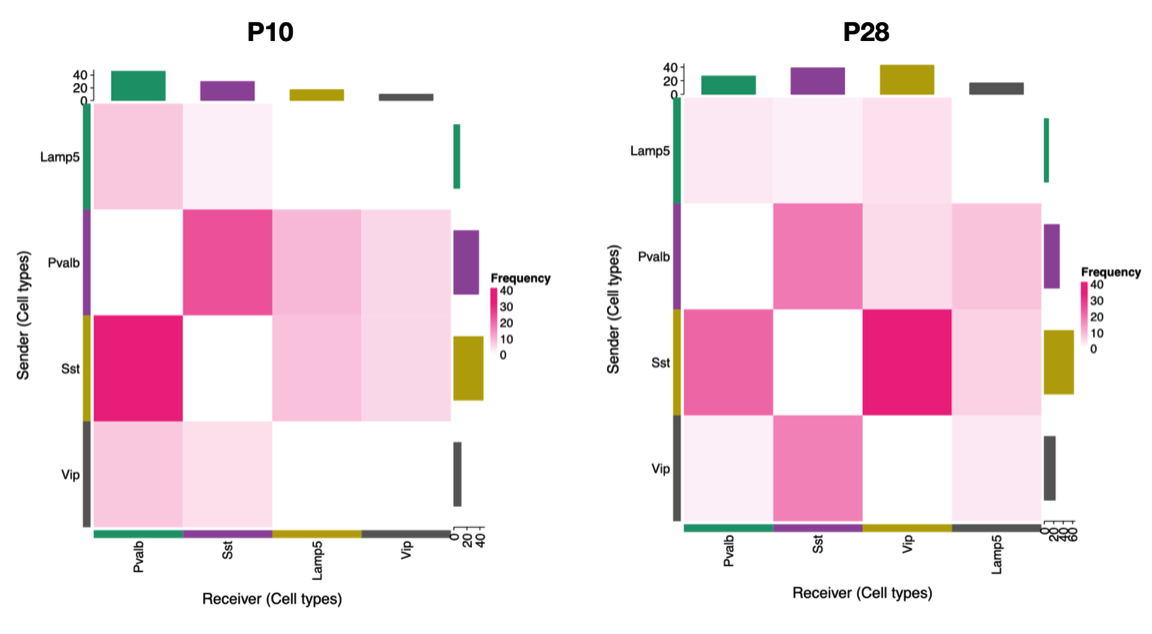 P10
40
20
0
Lamp5
Pvalb
Sst
Vip
Sender (Cell types)
Frequency
40
30
20
10
0
0
20
40
Pvalb
Sst
Lamp5
Vip
Receiver (Cell types)
P28
40
20
0
Lamp5
Pvalb
Sst
Vip
Sender (Cell types)
Frequency
40
30
20
10
0
0
20
40
60
Pvalb
Sst
Vip
Lamp5
Receiver (Cell types)